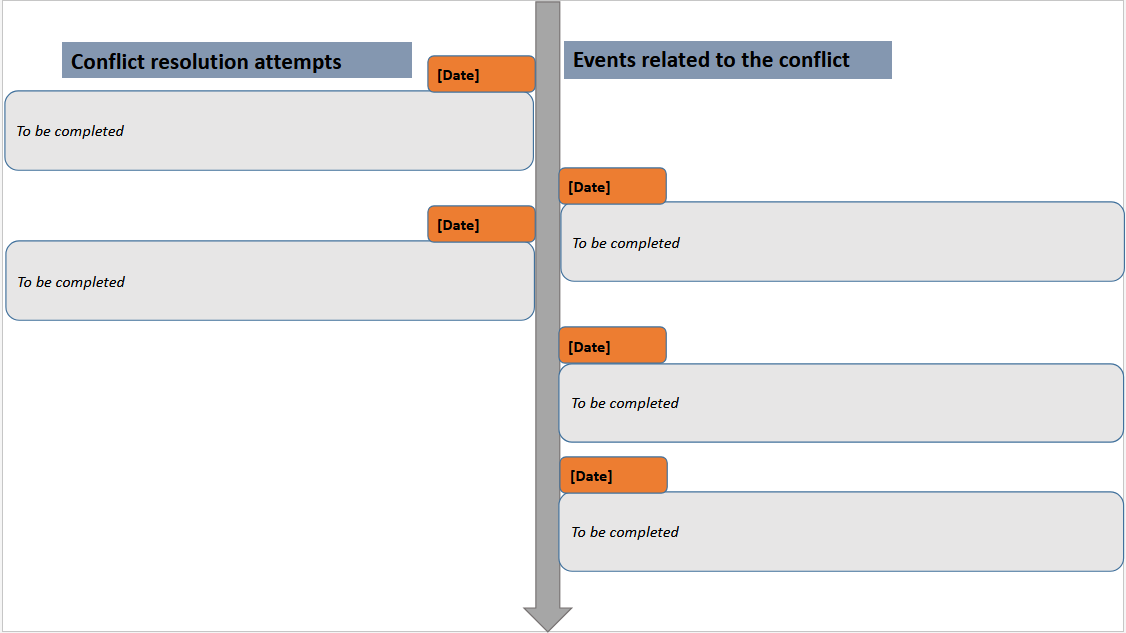 Conflict resolution attempts
Events related to the conflict
[Date]
To be completed
[Date]
To be completed
[Date]
To be completed
[Date]
To be completed
[Date]
To be completed